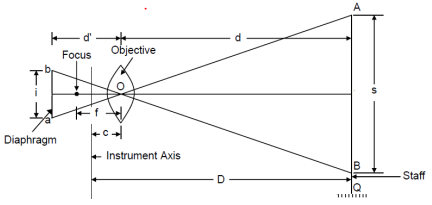 A
d' d
Focus Objective
b
i O s
f
a
Diaphragm c
Instrument Axis
B
D Staff
Q